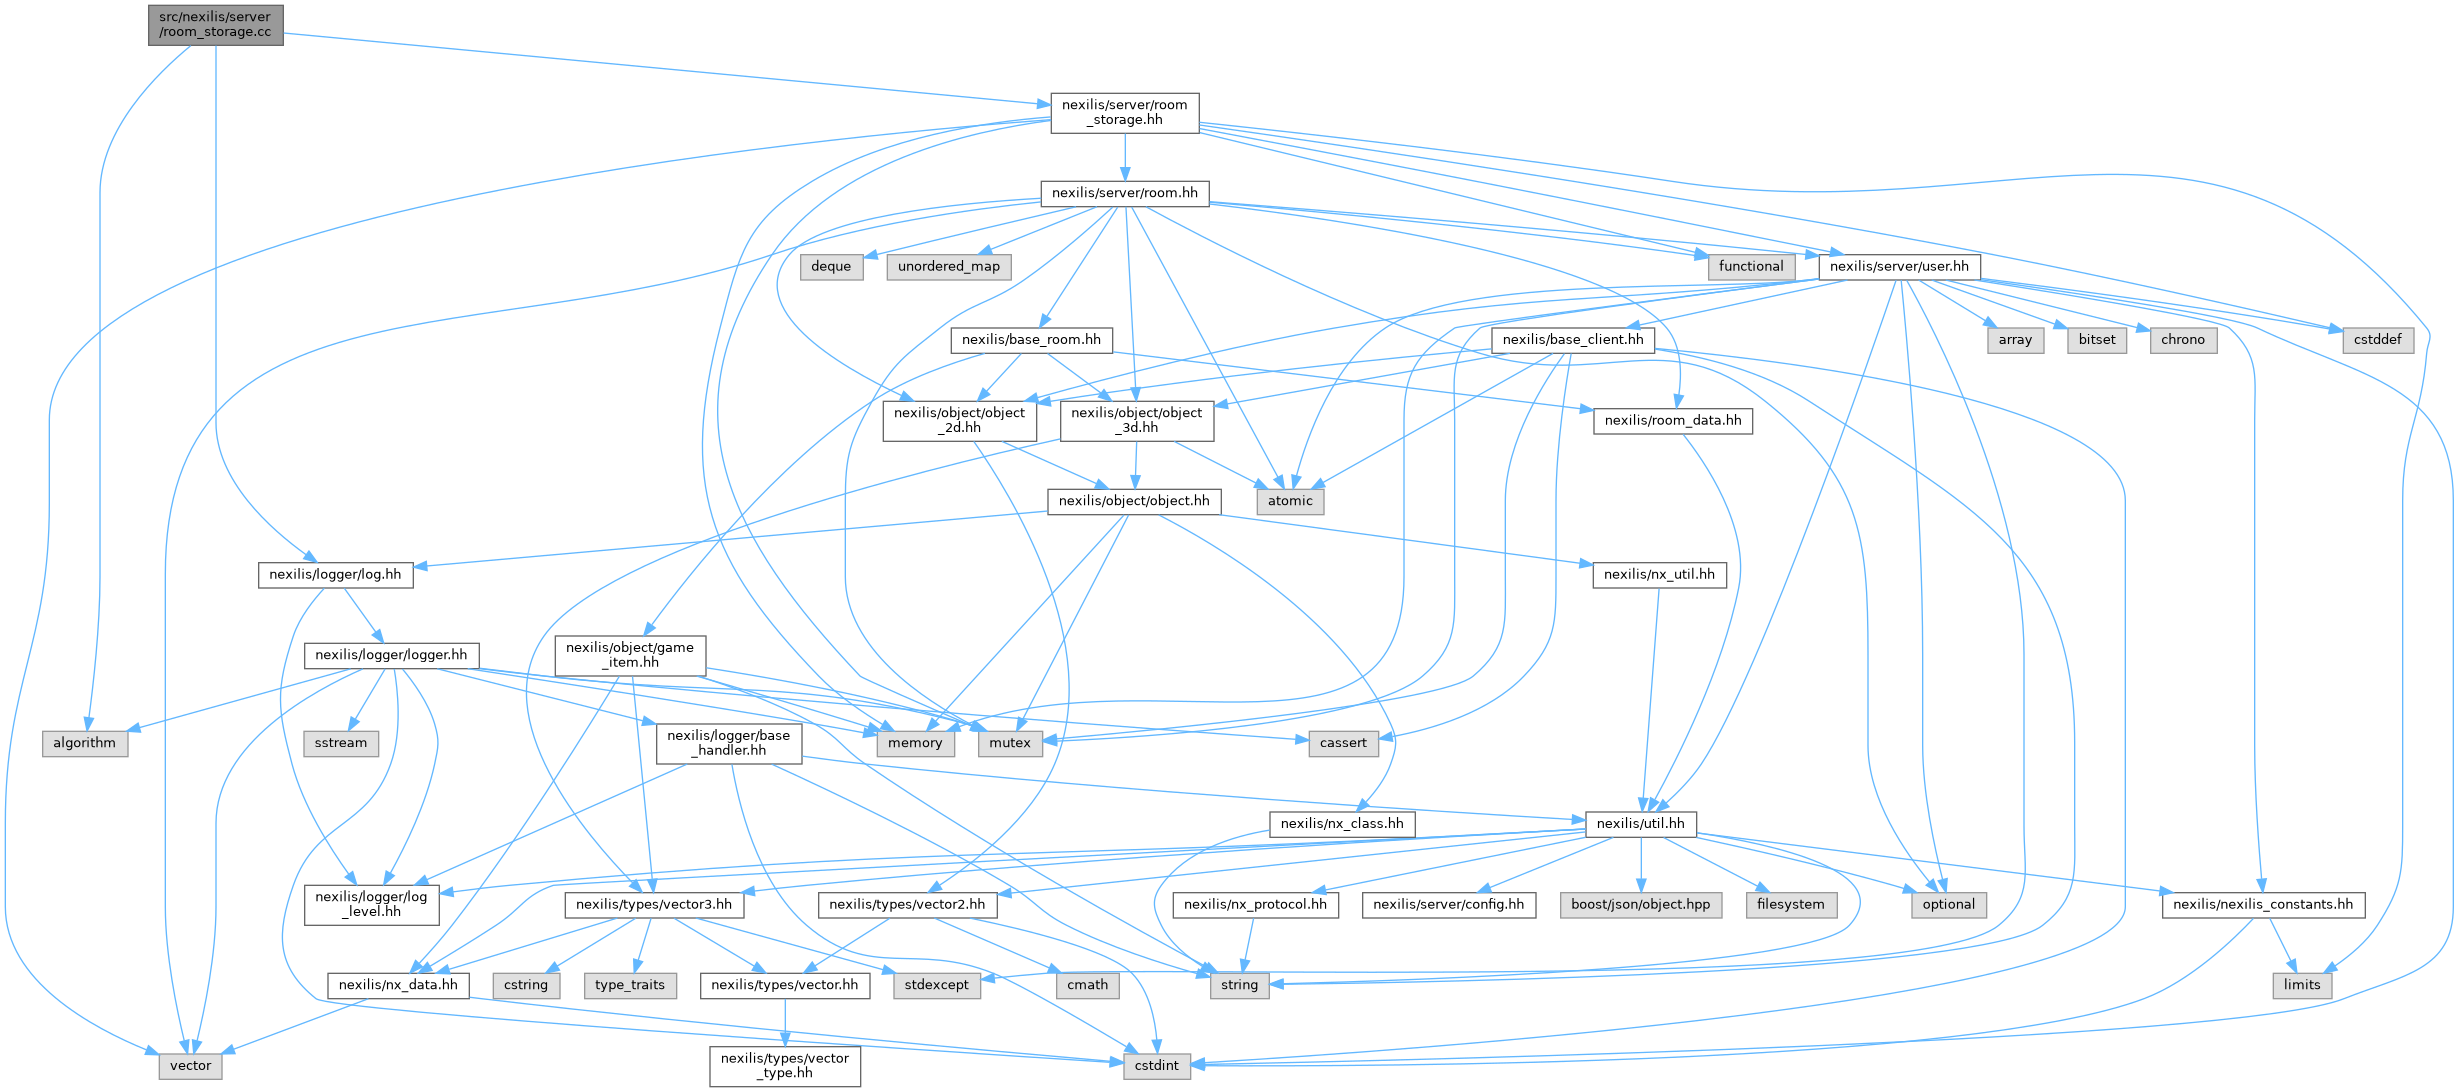 src/nexilis/server
/room_storage.cc
nexilis/server/room
_storage.hh
nexilis/server/room.hh
deque
unordered_map
functional
nexilis/server/user.hh
nexilis/base_room.hh
nexilis/base_client.hh
array
bitset
chrono
cstddef
nexilis/object/object
_2d.hh
nexilis/object/object
_3d.hh
nexilis/room_data.hh
nexilis/object/object.hh
atomic
nexilis/logger/log.hh
nexilis/nx_util.hh
nexilis/logger/logger.hh
nexilis/object/game
_item.hh
algorithm
sstream
nexilis/logger/base
_handler.hh
memory
mutex
cassert
nexilis/nx_class.hh
nexilis/util.hh
nexilis/logger/log
_level.hh
nexilis/types/vector3.hh
nexilis/types/vector2.hh
nexilis/nx_protocol.hh
nexilis/server/config.hh
boost/json/object.hpp
filesystem
optional
nexilis/nexilis_constants.hh
nexilis/nx_data.hh
cstring
type_traits
nexilis/types/vector.hh
stdexcept
cmath
string
limits
vector
nexilis/types/vector
_type.hh
cstdint